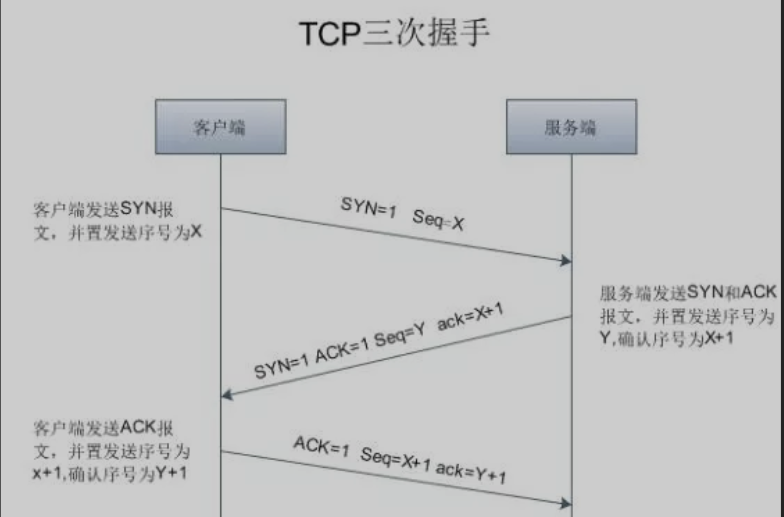 TCP三次握手
客户端
服务端
客户端发送SYN报
文，并置发送序号为X
SYN=1 Seq=X
服务端发送SYN和ACK
报文，并置发送序号为
Y,确认序号为X+1
SYN=1 ACK=1 Seq=Y ack=X+1
客户端发送ACK报
文，并置发送序号为
x+1,确认序号为Y+1
ACK=1 Seq=X+1 ack=Y+1